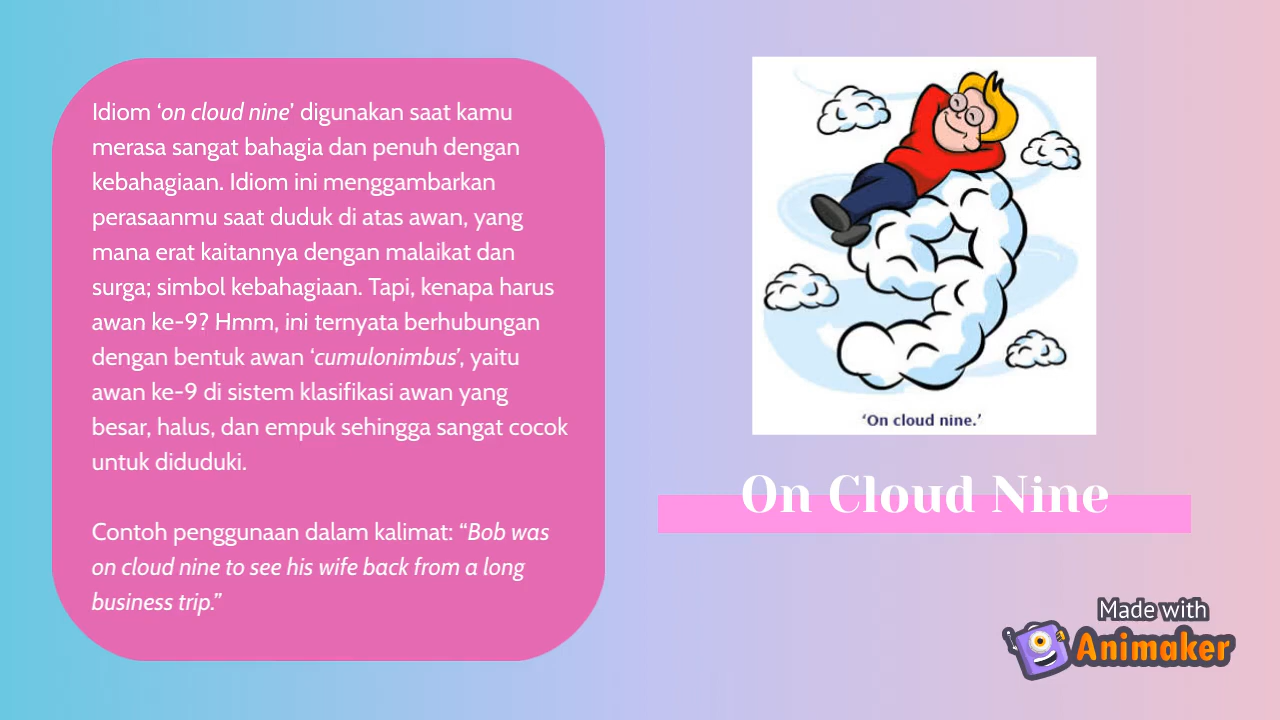 Idiom ‘on cloud nine’ digunakan saat kamu
merasa sangat bahagia dan penuh dengan
kebahagiaan. Idiom ini menggambarkan
perasaanmu saat duduk di atas awan, yang
mana erat kaitannya dengan malaikat dan
surga; simbol kebahagiaan. Tapi, kenapa harus
awan ke-9? Hmm, ini ternyata berhubungan
dengan bentuk awan ‘cumulonimbus’, yaitu
awan ke-9 di sistem klasifikasi awan yang
besar, halus, dan empuk sehingga sangat cocok
untuk diduduki.
Contoh penggunaan dalam kalimat: “Bob was
on cloud nine to see his wife back from a long
business trip.”
‘On cloud nine.’
On Cloud Nine
Made with
Animaker